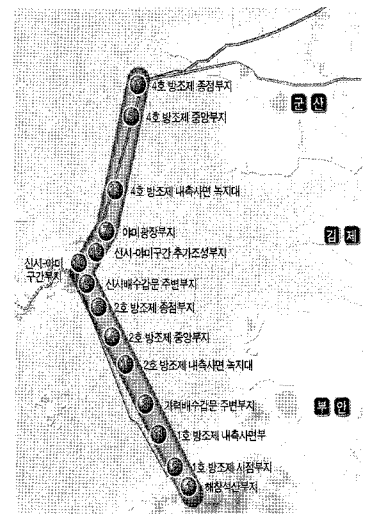 4호 방조제 종점부지
군산
4호 방조제 중앙부지
4호 방조제 내측사면 녹지대
야미광장부지
김제
신시-야미구간 추가조성부지
신시-야미
구간부지
신시배수갑문 주변부지
2호 방조제 종점부지
2호 방조제 중앙부지
2호 방조제 내측사면 녹지대
가력배수갑문 주변부지
부안
1호 방조제 내측사면부
1호 방조제 시점부지
해창석산부지